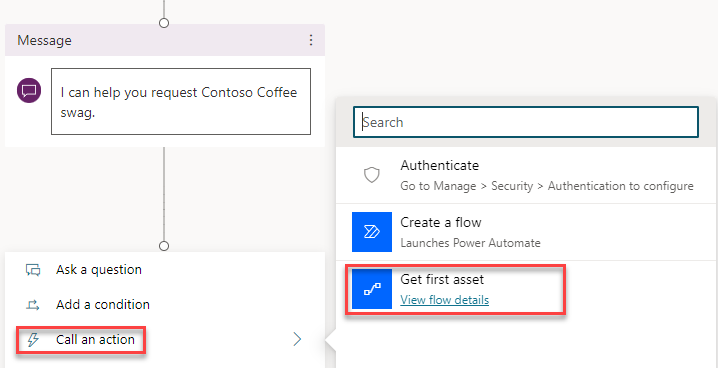 Message
I can help you request Contoso Coffee
swag.
Ask a question
Add a condition
Call an action
Search
Authenticate
Go to Manage > Security > Authentication to configure
Create a flow
Launches Power Automate
Get first asset
View flow details